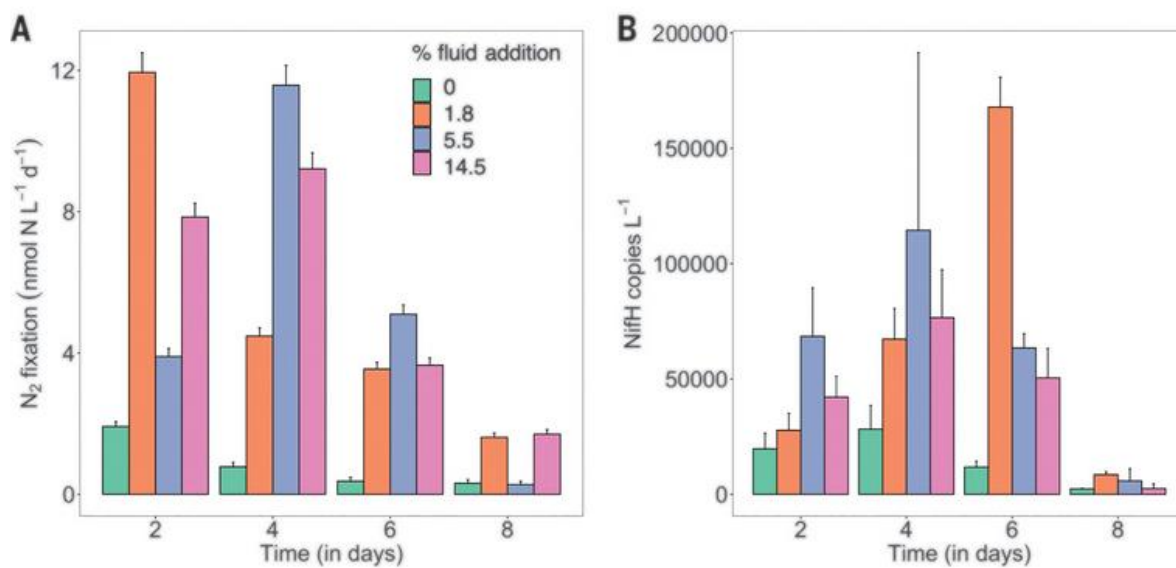 A
N₂ fixation (nmol N L⁻¹ d⁻¹)
12
8
4
0
% fluid addition
0
1.8
5.5
14.5
2 4 6 8
Time (in days)
B
NifH copies L⁻¹
200000
150000
100000
50000
0
2 4 6 8
Time (in days)